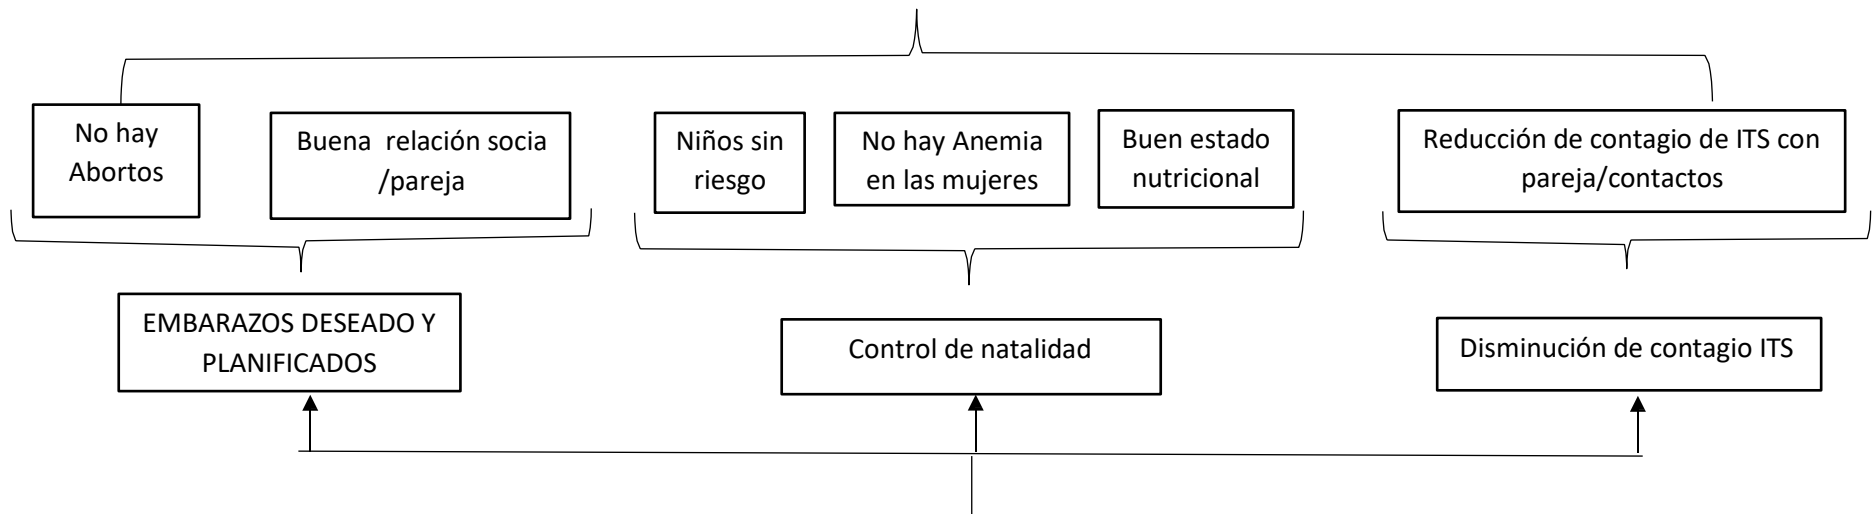 No hay
Abortos
Buena relación socia
/pareja
Niños sin
riesgo
No hay Anemia
en las mujeres
Buen estado
nutricional
Reducción de contagio de ITS con
pareja/contactos
EMBARAZOS DESEADO Y
PLANIFICADOS
Control de natalidad
Disminución de contagio ITS